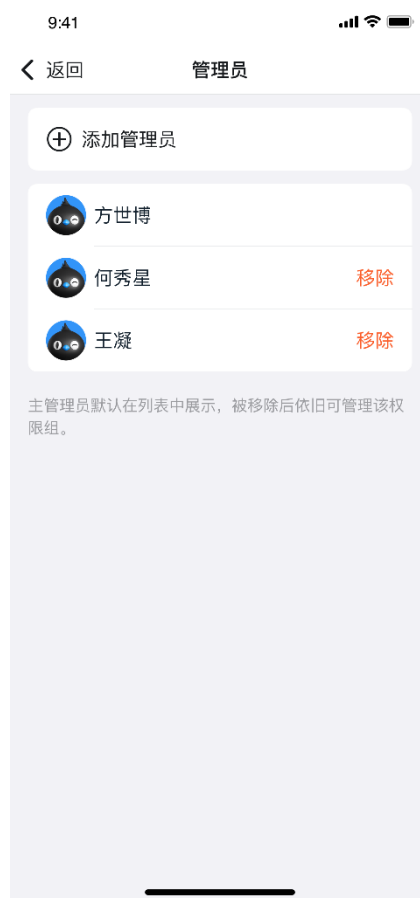 9:41
返回 管理员
添加管理员
方世博
何秀星 移除
王凝 移除
主管理员默认在列表中展示，被移除后依旧可管理该权
限组。